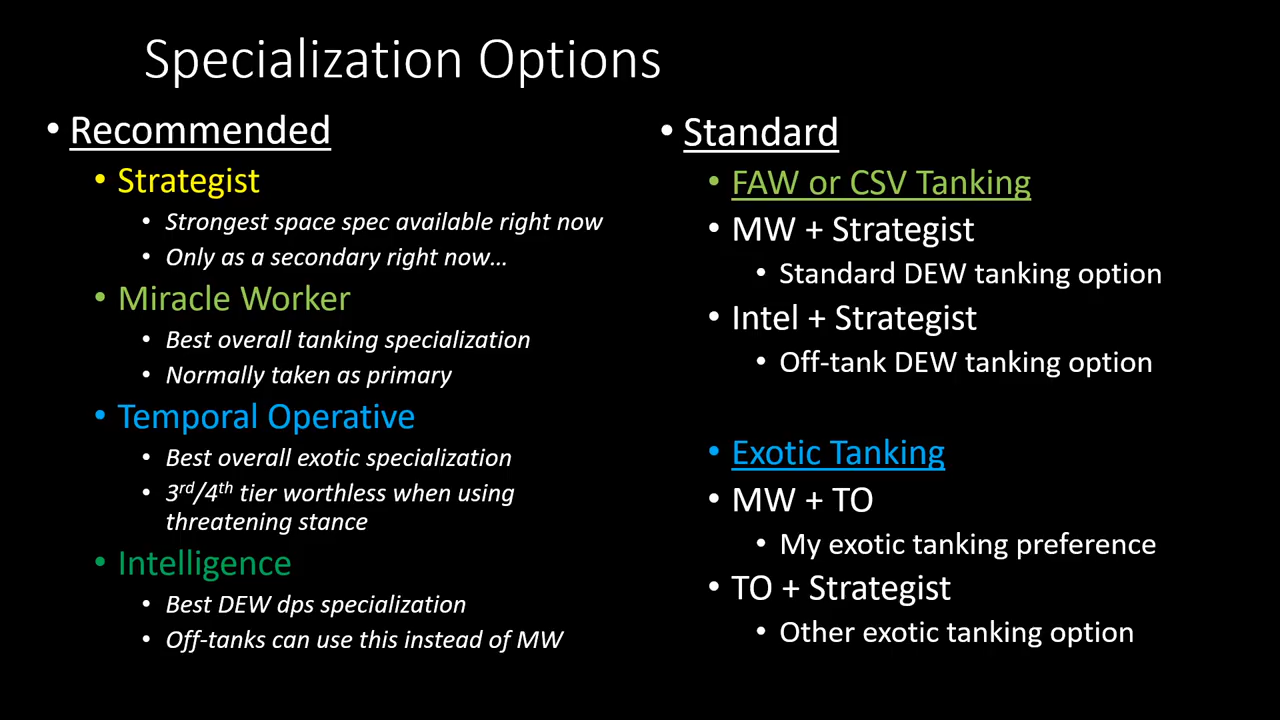 Specialization Options
• Recommended
• Strategist
• Strongest space spec available right now
• Only as a secondary right now…
• Miracle Worker
• Best overall tanking specialization
• Normally taken as primary
• Temporal Operative
• Best overall exotic specialization
• 3rd/4th tier worthless when using
threatening stance
• Intelligence
• Best DEW dps specialization
• Off-tanks can use this instead of MW
• Standard
• FAW or CSV Tanking
• MW + Strategist
• Standard DEW tanking option
• Intel + Strategist
• Off-tank DEW tanking option
• Exotic Tanking
• MW + TO
• My exotic tanking preference
• TO + Strategist
• Other exotic tanking option